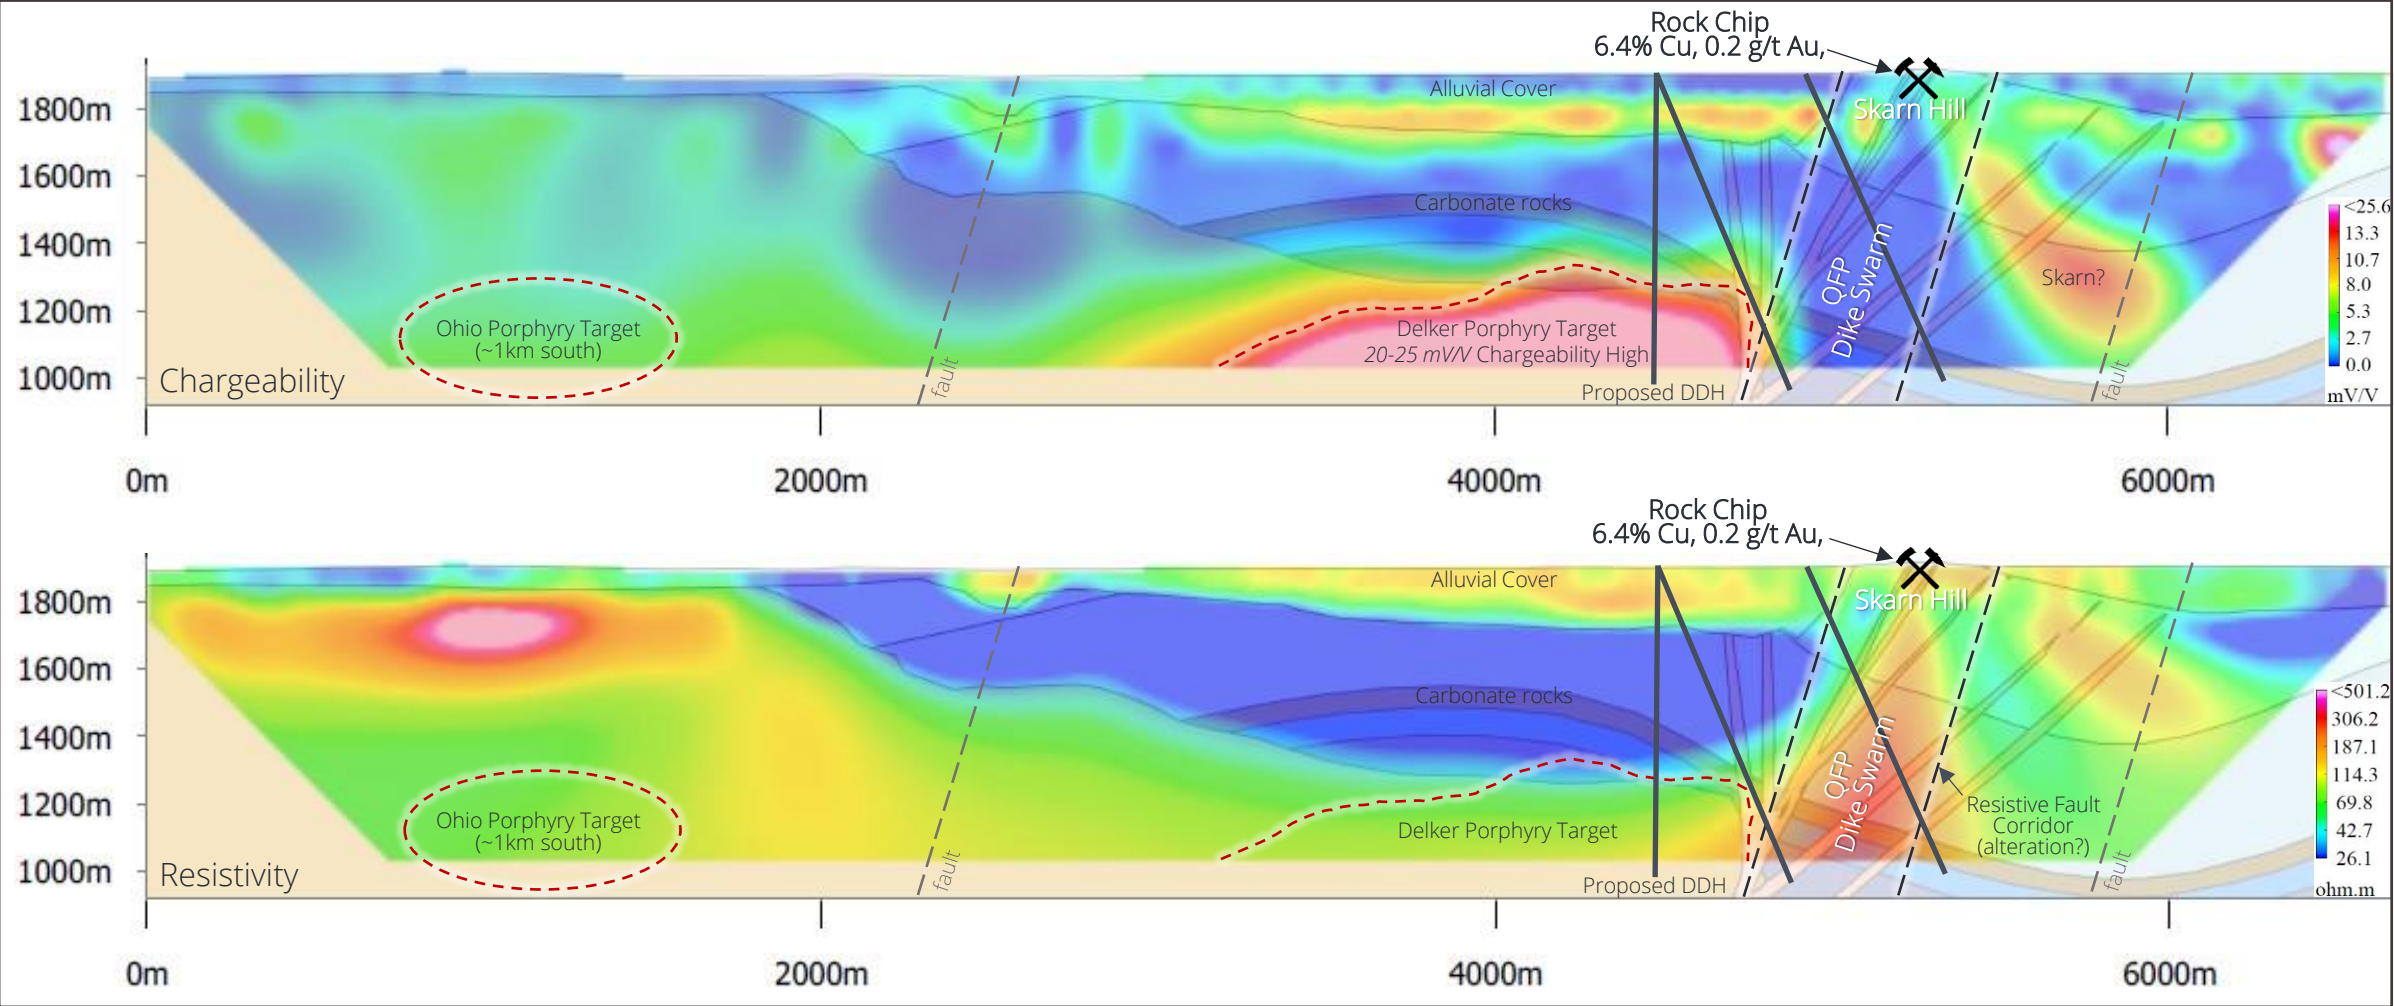 Rock Chip
6.4% Cu, 0.2 g/t Au,
Alluvial Cover
Skarn Hill
1800m
1600m
1400m
1200m
1000m
Carbonate rocks
QFP
Dike Swarm
Skarn?
Ohio Porphyry Target
(~1km south)
Delker Porphyry Target
20-25 mV/V Chargeability High
Proposed DDH
fault
fault
Chargeability
<25.6
13.3
10.7
8.0
5.3
2.7
0.0
mV/V
0m
2000m
4000m
6000m
Rock Chip
6.4% Cu, 0.2 g/t Au,
Alluvial Cover
Skarn Hill
1800m
1600m
1400m
1200m
1000m
Carbonate rocks
QFP
Dike Swarm
Resistive Fault
Corridor
(alteration?)
Ohio Porphyry Target
(~1km south)
Delker Porphyry Target
Proposed DDH
fault
fault
Resistivity
<501.2
306.2
187.1
114.3
69.8
42.7
26.1
ohm.m
0m
2000m
4000m
6000m